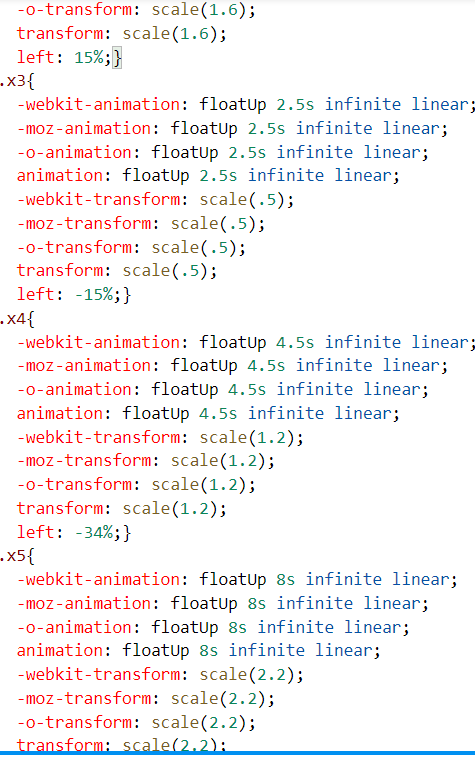 -o-transform: scale(1.6);
transform: scale(1.6);
left: 15%;}
.x3{
-webkit-animation: floatUp 2.5s infinite linear;
-moz-animation: floatUp 2.5s infinite linear;
-o-animation: floatUp 2.5s infinite linear;
animation: floatUp 2.5s infinite linear;
-webkit-transform: scale(.5);
-moz-transform: scale(.5);
-o-transform: scale(.5);
transform: scale(.5);
left: -15%;}
.x4{
-webkit-animation: floatUp 4.5s infinite linear;
-moz-animation: floatUp 4.5s infinite linear;
-o-animation: floatUp 4.5s infinite linear;
animation: floatUp 4.5s infinite linear;
-webkit-transform: scale(1.2);
-moz-transform: scale(1.2);
-o-transform: scale(1.2);
transform: scale(1.2);
left: -34%;}
.x5{
-webkit-animation: floatUp 8s infinite linear;
-moz-animation: floatUp 8s infinite linear;
-o-animation: floatUp 8s infinite linear;
animation: floatUp 8s infinite linear;
-webkit-transform: scale(2.2);
-moz-transform: scale(2.2);
-o-transform: scale(2.2);
transform: scale(2.2);